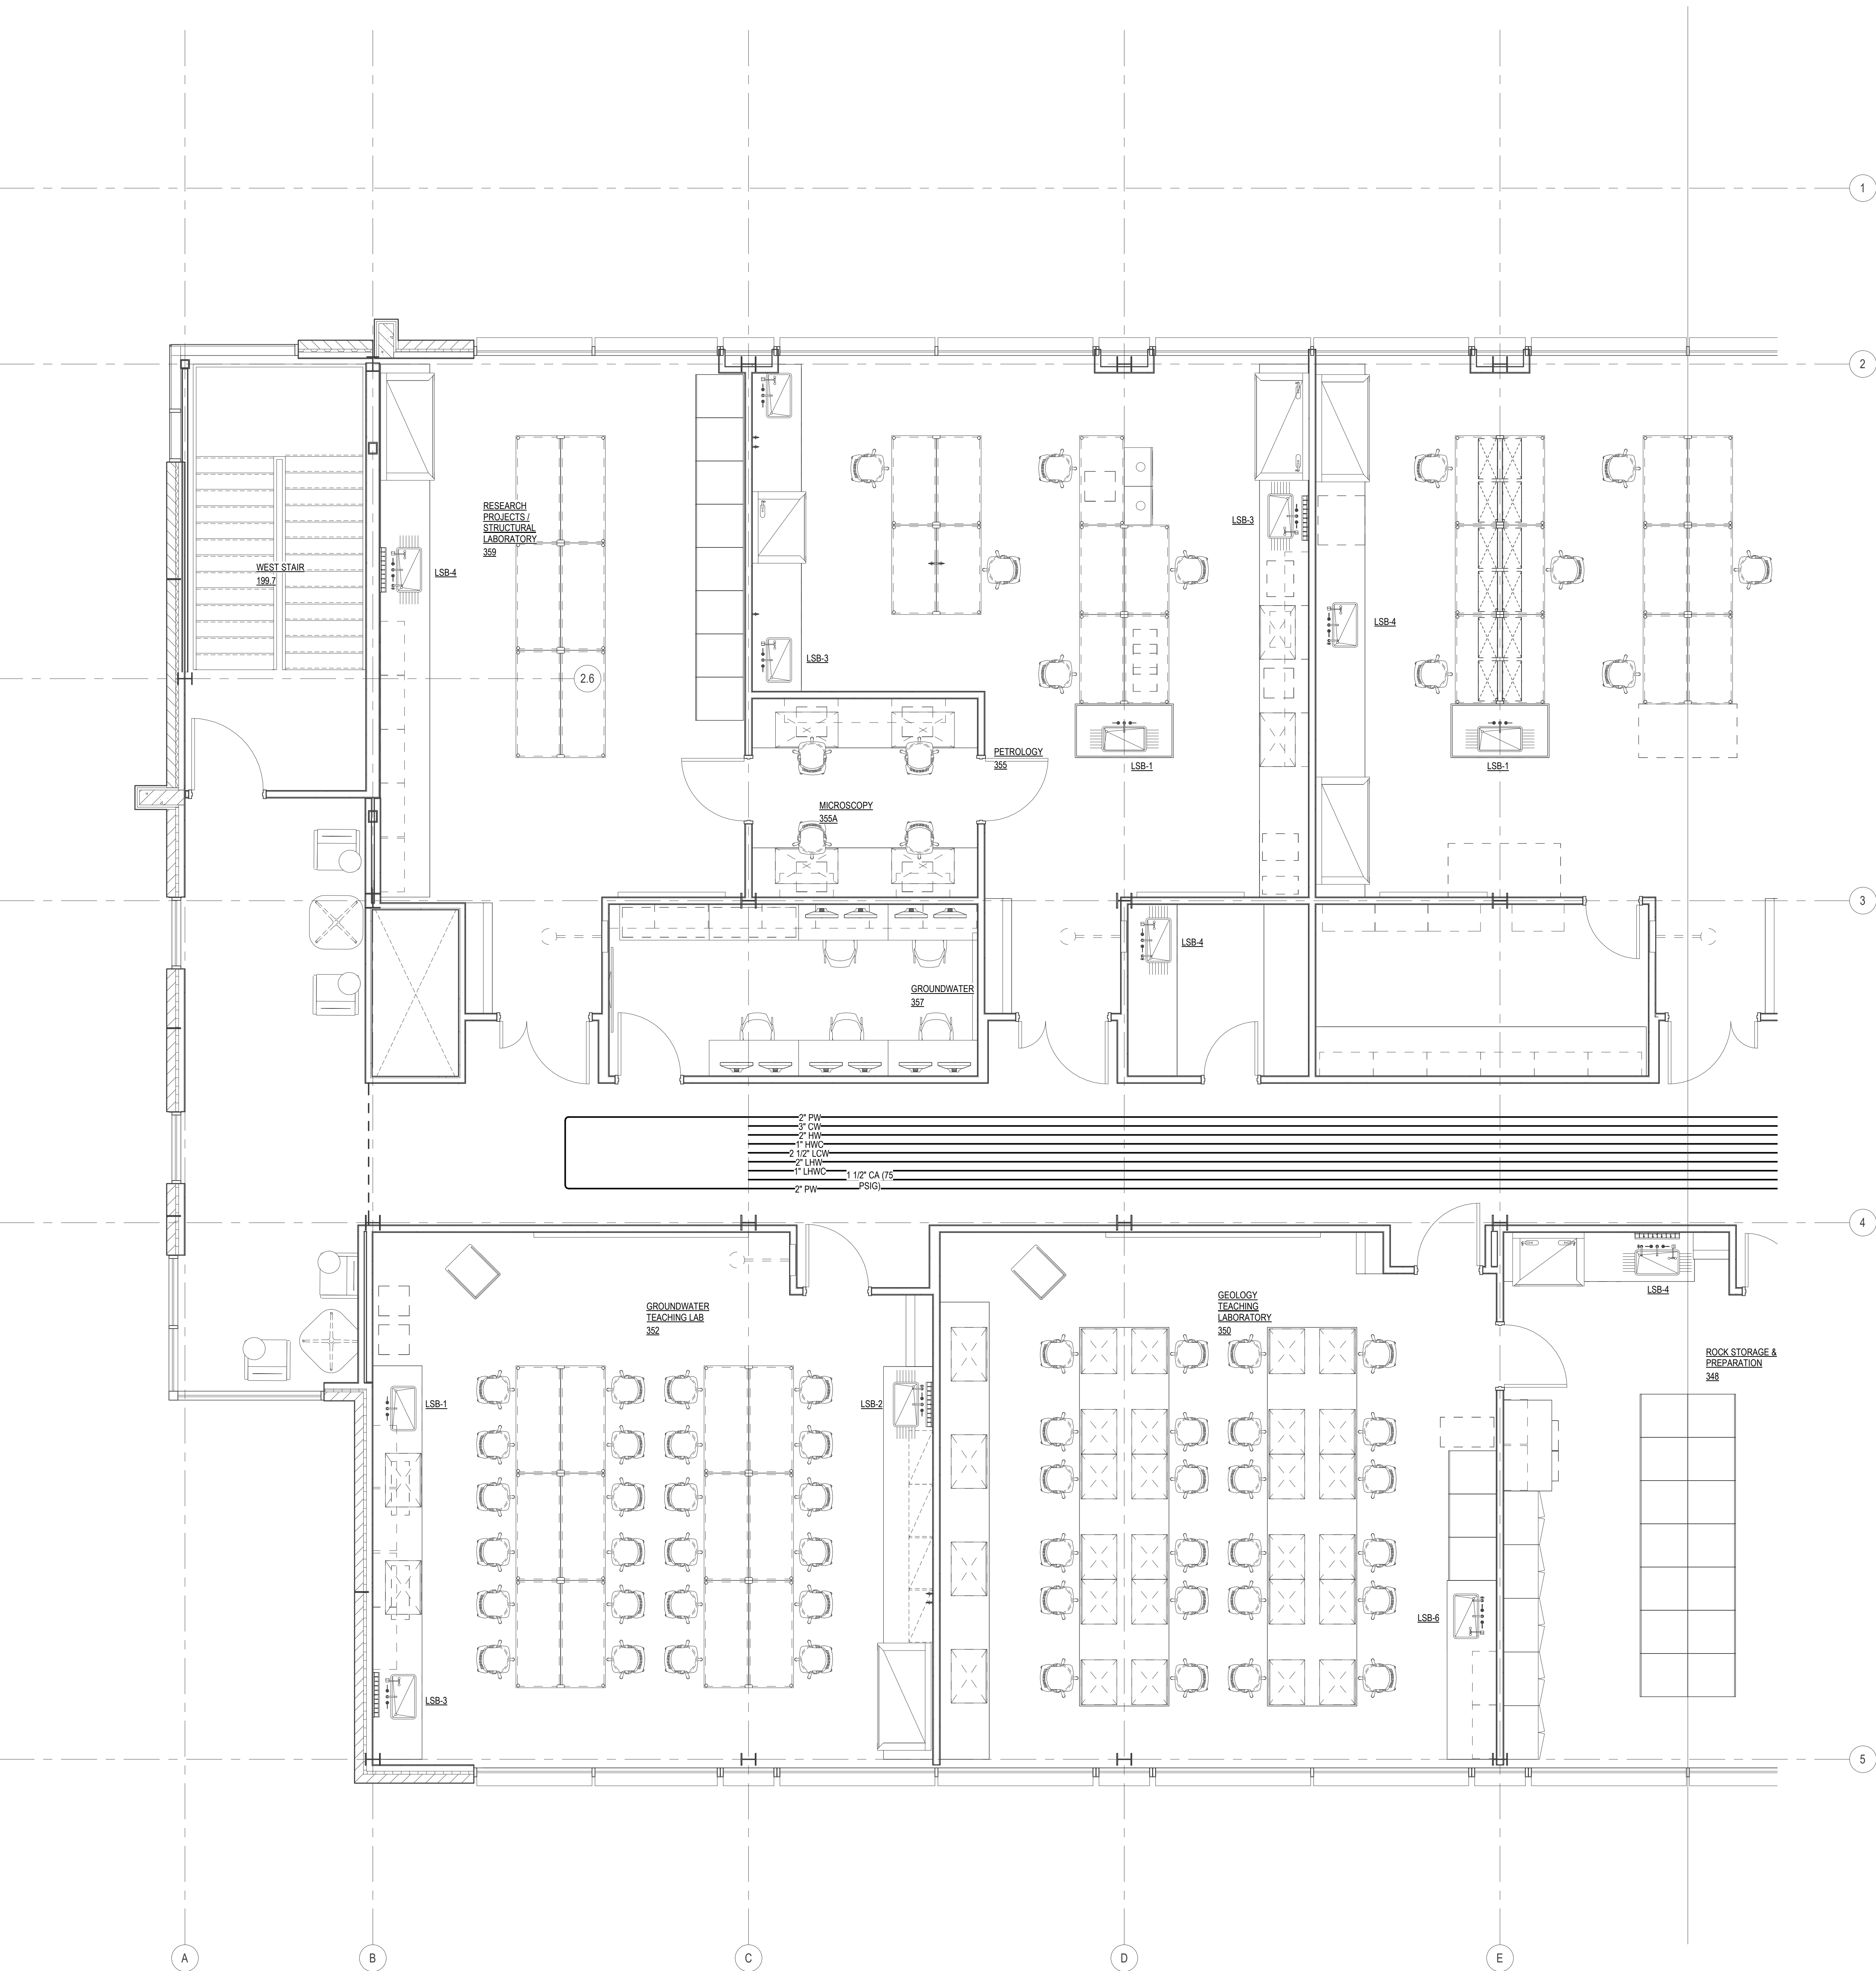 1
2
RESEARCH
PROJECTS /
STRUCTURAL
LABORATORY
359
LSB-3
WEST STAIR
199.7
LSB-4
LSB-4
LSB-3
2.6
PETROLOGY
355
LSB-1
LSB-1
MICROSCOPY
355A
3
LSB-4
GROUNDWATER
357
2" PW
3" CW
2" HW
1" HWC
2 1/2" LCW
2" LHW
1" LHWC
1 1/2" CA (75
PSIG)
2" PW
4
LSB-4
GEOLOGY
TEACHING
LABORATORY
350
GROUNDWATER
TEACHING LAB
352
ROCK STORAGE &
PREPARATION
348
LSB-1
LSB-2
LSB-6
LSB-3
5
A
B
C
D
E